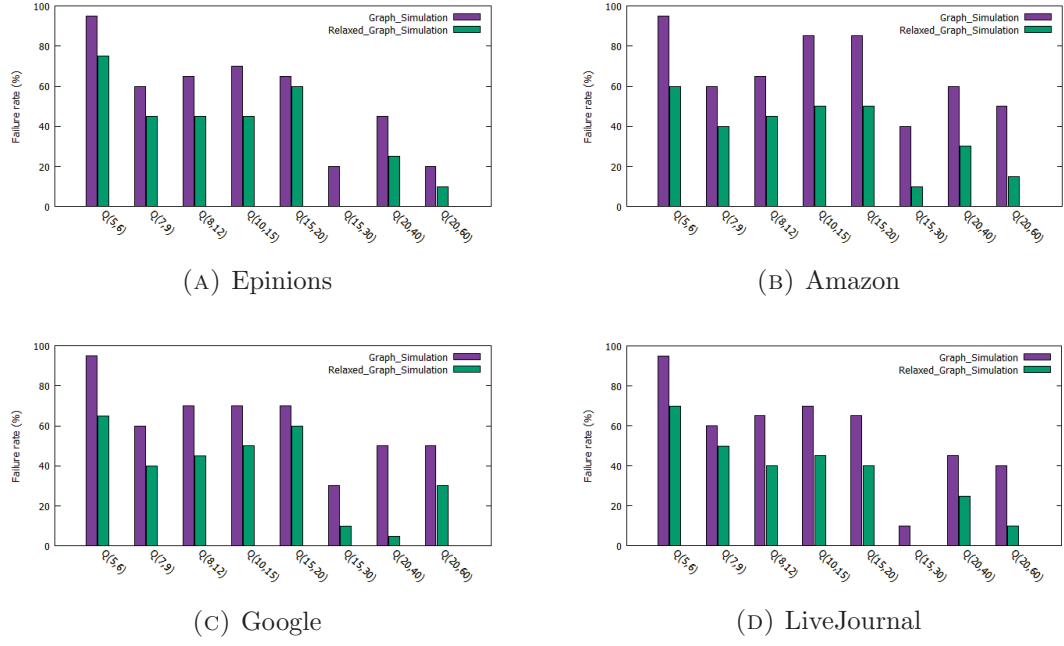 Failure rate (%)
100
80
60
40
20
0
Graph_Simulation
Relaxed_Graph_Simulation
Q(5,6)
Q(7,9)
Q(8,12)
Q(10,15)
Q(15,20)
Q(15,30)
Q(20,40)
Q(20,60)
(A) Epinions
Failure rate (%)
100
80
60
40
20
0
Graph_Simulation
Relaxed_Graph_Simulation
Q(5,6)
Q(7,9)
Q(8,12)
Q(10,15)
Q(15,20)
Q(15,30)
Q(20,40)
Q(20,60)
(B) Amazon
Failure rate (%)
100
80
60
40
20
0
Graph_Simulation
Relaxed_Graph_Simulation
Q(5,6)
Q(7,9)
Q(8,12)
Q(10,15)
Q(15,20)
Q(15,30)
Q(20,40)
Q(20,60)
(C) Google
Failure rate (%)
100
80
60
40
20
0
Graph_Simulation
Relaxed_Graph_Simulation
Q(5,6)
Q(7,9)
Q(8,12)
Q(10,15)
Q(15,20)
Q(15,30)
Q(20,40)
Q(20,60)
(D) LiveJournal